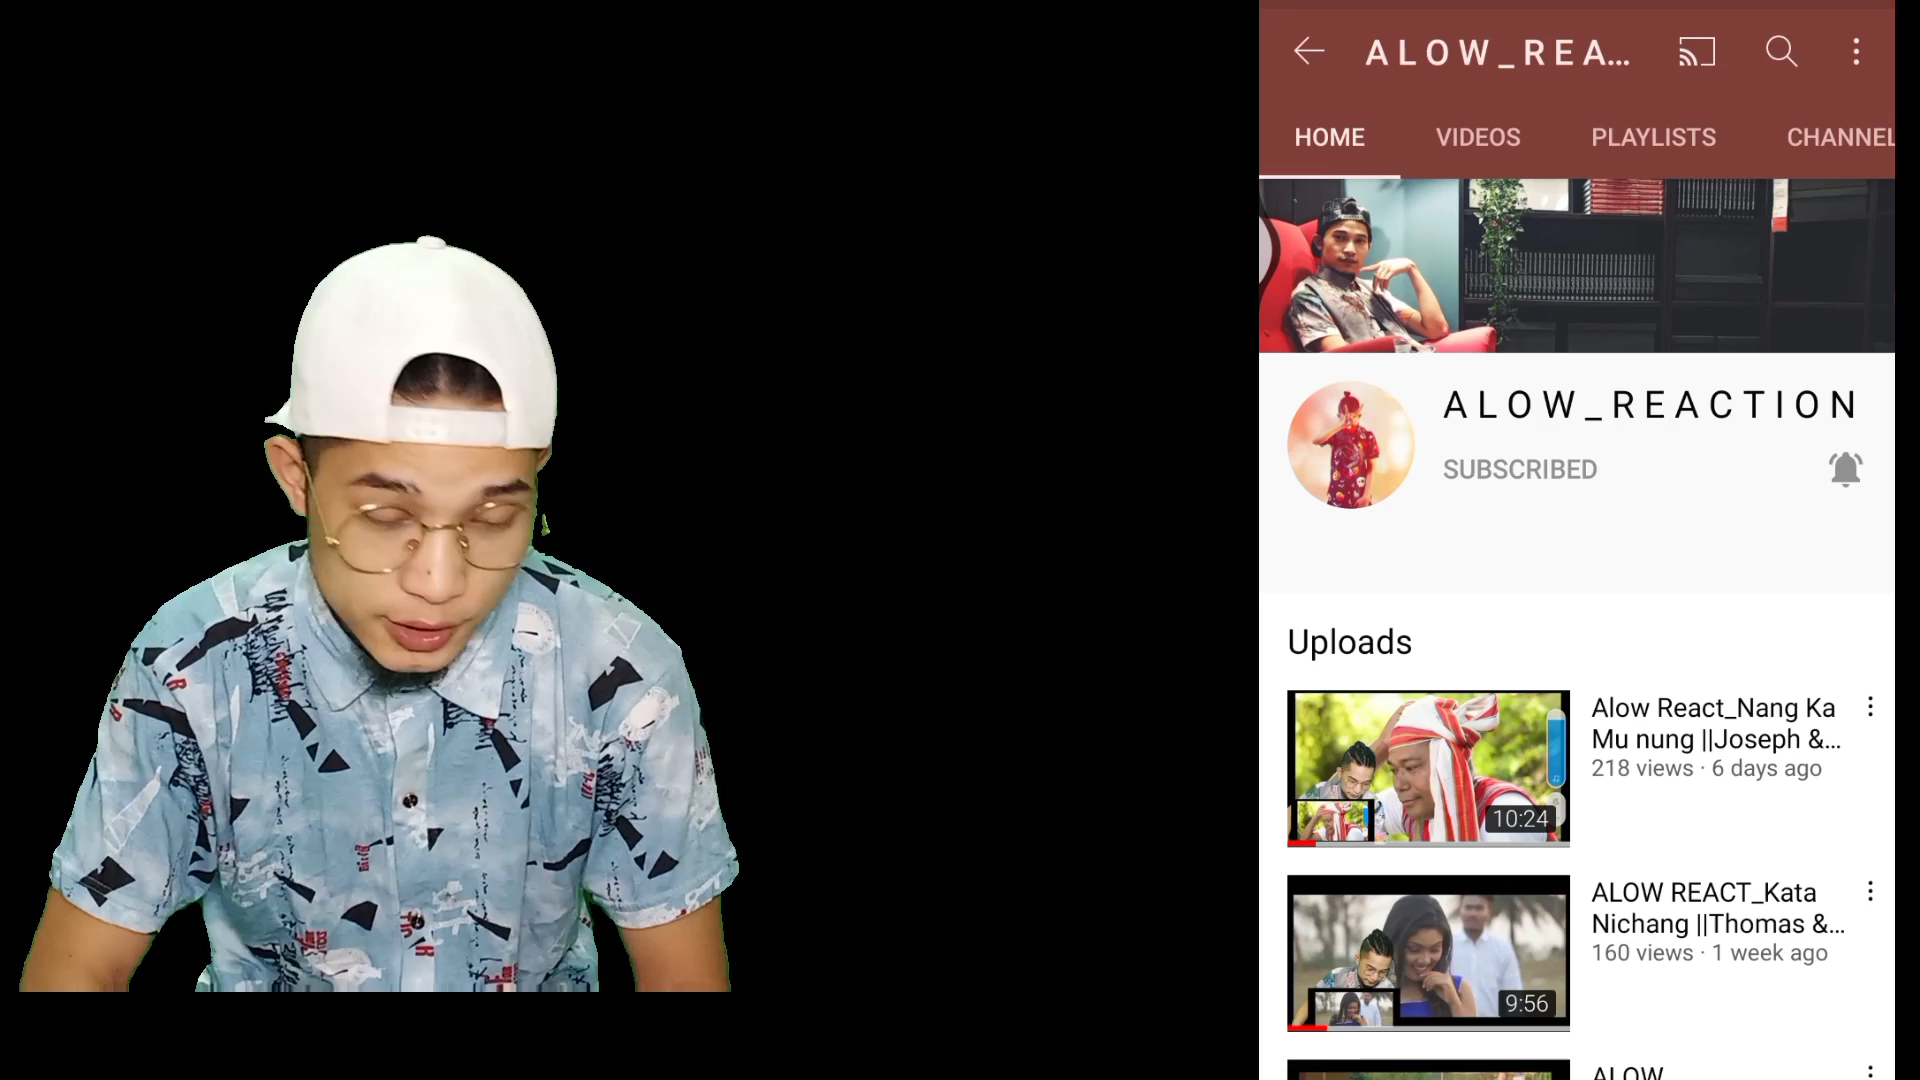 ALOW_REA...
HOME VIDEOS PLAYLISTS CHANNEL
ALOW_REACTION
SUBSCRIBED
Uploads
Alow React_Nang Ka
Mu nung ||Joseph &...
218 views · 6 days ago
10:24
ALOW REACT_Kata
Nichang ||Thomas &...
160 views · 1 week ago
9:56
ALOW